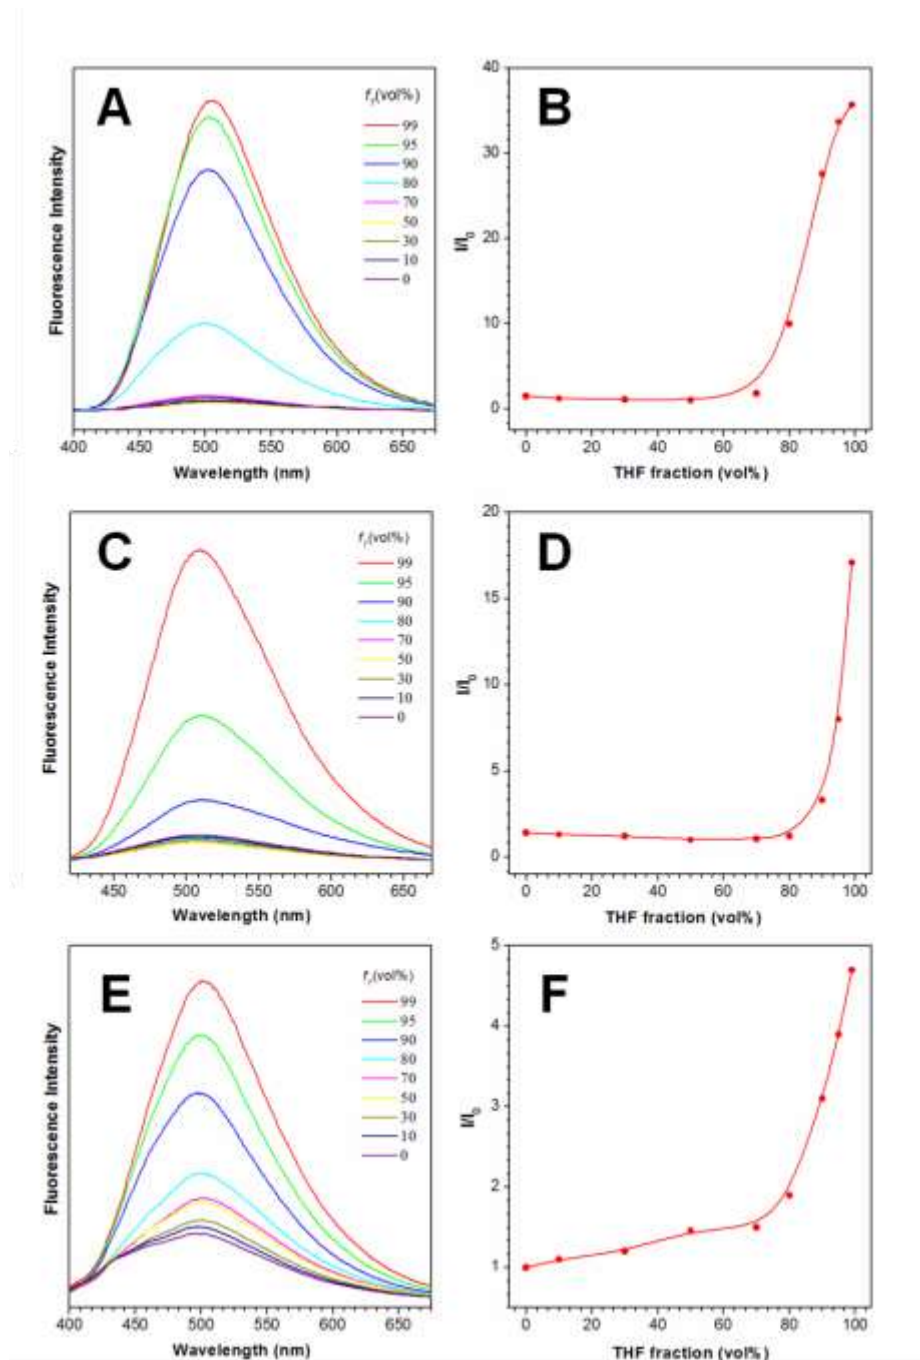 A
f_T(vol%)
99
95
90
80
70
50
30
10
0
Fluorescence Intensity
400 450 500 550 600 650
Wavelength (nm)
B
40
30
20
10
0
I/I0
0 20 40 60 80 100
THF fraction (vol%)
C
f_T(vol%)
99
95
90
80
70
50
30
10
0
Fluorescence Intensity
450 500 550 600 650
Wavelength (nm)
D
20
15
10
5
0
I/I0
0 20 40 60 80 100
THF fraction (vol%)
E
f_T(vol%)
99
95
90
80
70
50
30
10
0
Fluorescence Intensity
400 450 500 550 600 650
Wavelength (nm)
F
5
4
3
2
1
I/I0
0 20 40 60 80 100
THF fraction (vol%)